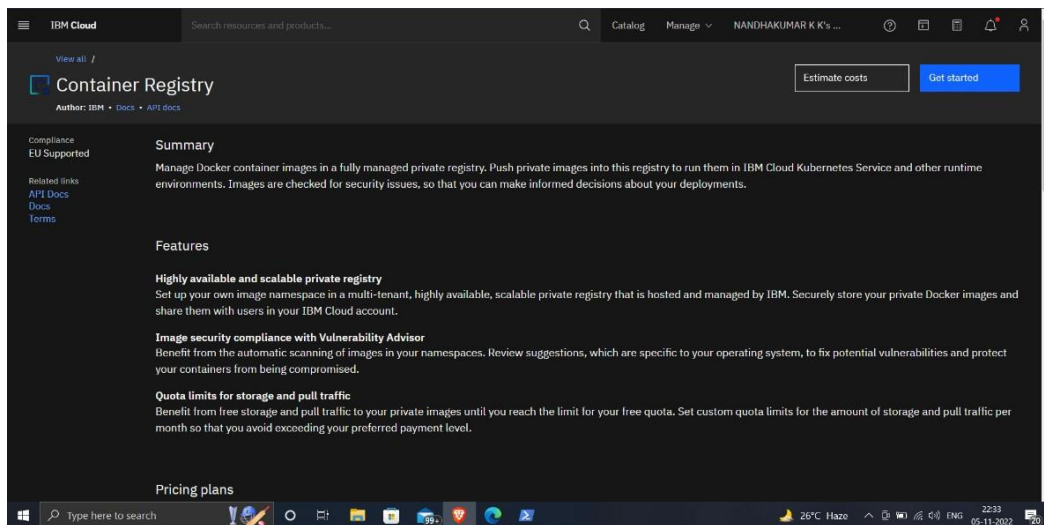 IBM Cloud
Search resources and products...
Catalog
Manage
NANDHAKUMAR K K's ...
View all /
Container Registry
Author: IBM • Docs • API docs
Estimate costs
Get started
Compliance
EU Supported
Related links
API Docs
Docs
Terms
Summary
Manage Docker container images in a fully managed private registry. Push private images into this registry to run them in IBM Cloud Kubernetes Service and other runtime
environments. Images are checked for security issues, so that you can make informed decisions about your deployments.
Features
Highly available and scalable private registry
Set up your own image namespace in a multi-tenant, highly available, scalable private registry that is hosted and managed by IBM. Securely store your private Docker images and
share them with users in your IBM Cloud account.
Image security compliance with Vulnerability Advisor
Benefit from the automatic scanning of images in your namespaces. Review suggestions, which are specific to your operating system, to fix potential vulnerabilities and protect
your containers from being compromised.
Quota limits for storage and pull traffic
Benefit from free storage and pull traffic to your private images until you reach the limit for your free quota. Set custom quota limits for the amount of storage and pull traffic per
month so that you avoid exceeding your preferred payment level.
Pricing plans
Type here to search
99+
26°C Haze
ENG
22:33
05-11-2022
20